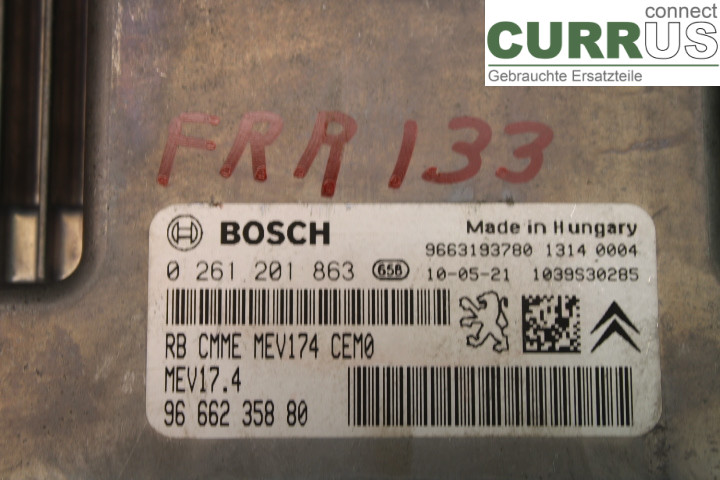 connect
CURRUS
Gebrauchte Ersatzteile
FRR 133
BOSCH
Made in Hungary
9663193780 1314 0004
0 261 201 863 658 10-05-21 1039S30285
RB CMME MEV174 CEM0
MEV17.4
96 662 358 80